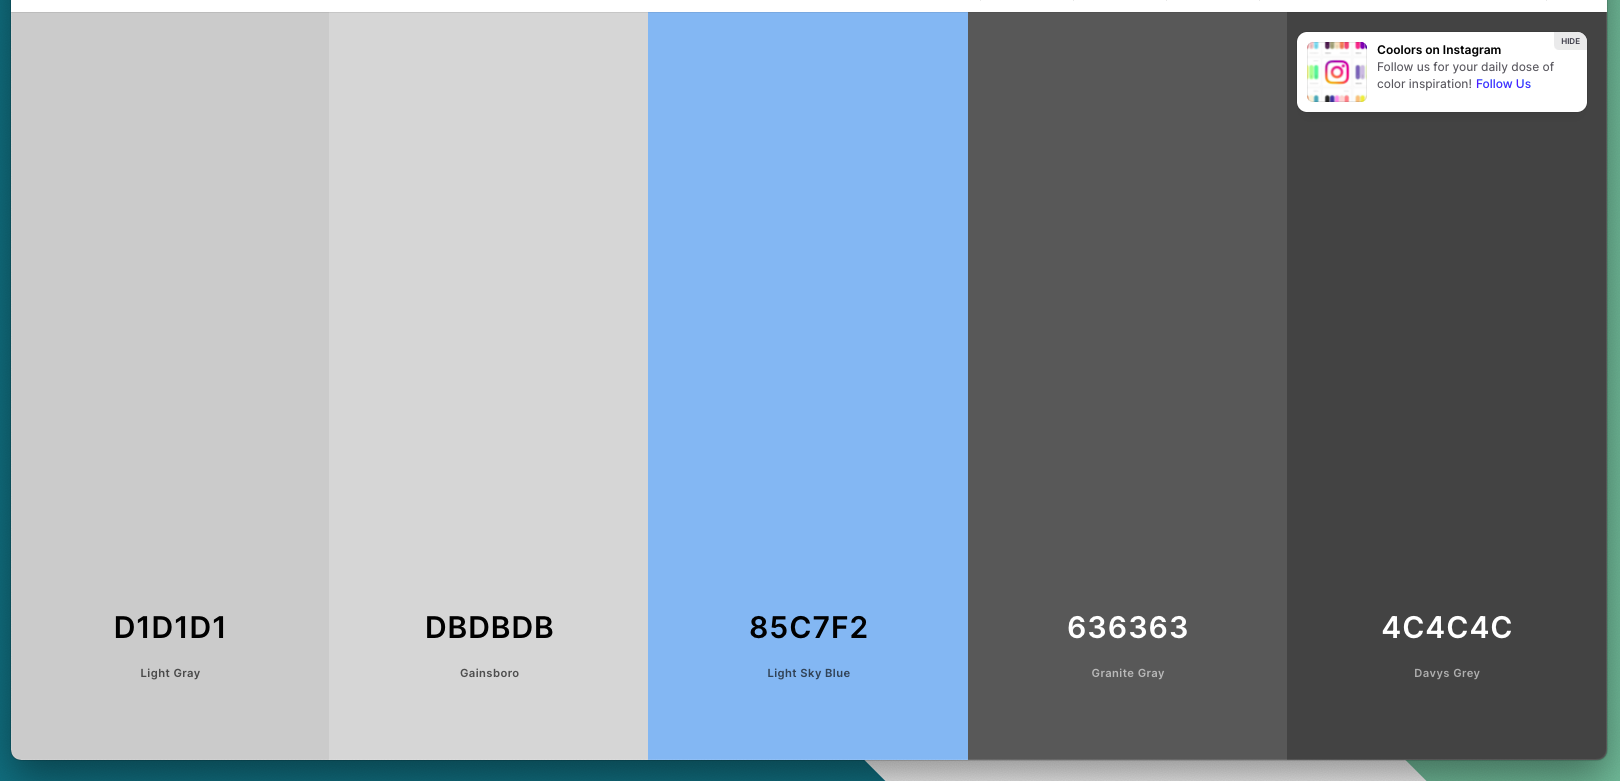 HIDE
Coolors on Instagram
Follow us for your daily dose of
color inspiration! Follow Us
D1D1D1
Light Gray
DBDBDB
Gainsboro
85C7F2
Light Sky Blue
636363
Granite Gray
4C4C4C
Davys Grey